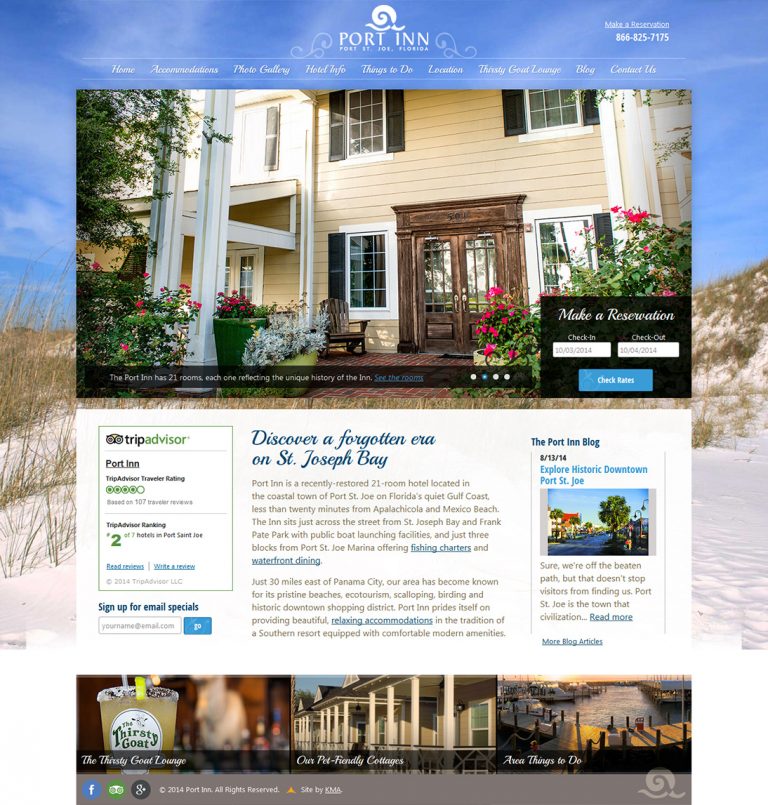 PORT INN
PORT ST. JOE, FLORIDA
Make a Reservation
866-825-7175
Home Accommodations Photo Gallery Hotel Info Things to Do Location Thirsty Goat Lounge Blog Contact Us
501
Make a Reservation
Check-In Check-Out
10/03/2014 10/04/2014
Check Rates
The Port Inn has 21 rooms, each one reflecting the unique history of the Inn. See the rooms
tripadvisor
Port Inn
TripAdvisor Traveler Rating
Based on 107 traveler reviews
TripAdvisor Ranking
#2 of 7 hotels in Port Saint Joe
Read reviews Write a review
© 2014 TripAdvisor LLC
Sign up for email specials
yourname@email.com go
Discover a forgotten era
on St. Joseph Bay
Port Inn is a recently-restored 21-room hotel located in
the coastal town of Port St. Joe on Florida's quiet Gulf Coast,
less than twenty minutes from Apalachicola and Mexico Beach.
The Inn sits just across the street from St. Joseph Bay and Frank
Pate Park with public boat launching facilities, and just three
blocks from Port St. Joe Marina offering fishing charters and
waterfront dining.
Just 30 miles east of Panama City, our area has become known
for its pristine beaches, ecotourism, scalloping, birding and
historic downtown shopping district. Port Inn prides itself on
providing beautiful, relaxing accommodations in the tradition of
a Southern resort equipped with comfortable modern amenities.
The Port Inn Blog
8/13/14
Explore Historic Downtown
Port St. Joe
Sure, we're off the beaten
path, but that doesn't stop
visitors from finding us. Port
St. Joe is the town that
civilization... Read more
More Blog Articles
The Thirsty Goat
The Thirsty Goat Lounge
Our Pet-Fiendly Cottages
Area Things to Do
© 2014 Port Inn. All Rights Reserved. Site by KMA.